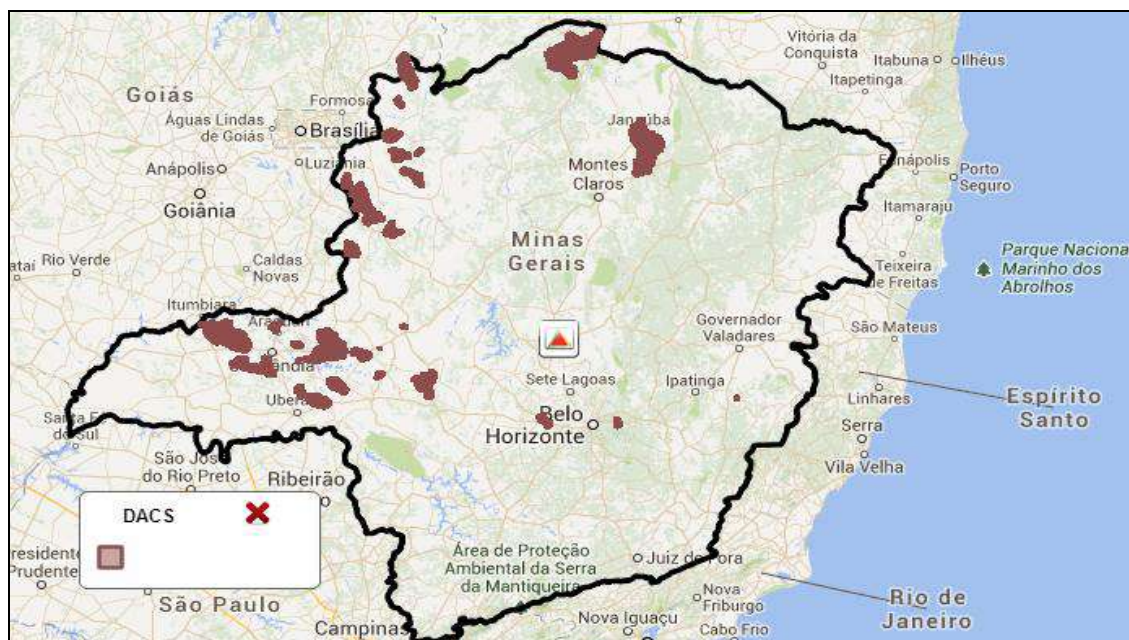 Vitória da
Conquista
Itabuna
Ilhéus
Itapetinga
Goiás
Formosa
Águas Lindas
de Goiás
Brasília
Luziânia
Anápolis
Goiânia
Montes
Claros
Porto
Seguro
Itamaraju
Minas
Gerais
Parque Naciona
Marinho dos
Abrolhos
Rio Verde
Caldas
Novas
Teixeira
de Freitas
Itumbiara
Governador
Valadares
São Mateus
Sete Lagoas
Ipatinga
Linhares
Espírito
Santo
Belo
Horizonte
Serra
Vila Velha
São José
do Rio Preto
Ribeirão
DACS
Área de Proteção
Ambiental da Serra
da Mantiqueira
Juiz de Fora
residente
Prudente
São Paulo
Nova
Friburgo
Rio de
Janeiro
Campinas
Nova Iguaçu
Cabo Frio